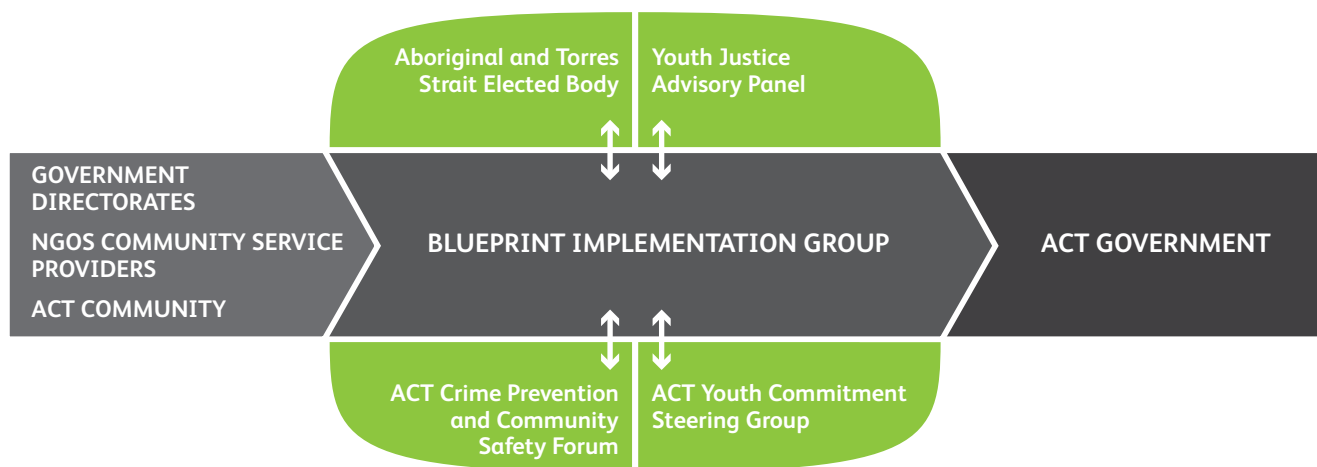 Aboriginal and Torres
Strait Elected Body
Youth Justice
Advisory Panel
GOVERNMENT
DIRECTORATES
NGOS COMMUNITY SERVICE
PROVIDERS
ACT COMMUNITY
BLUEPRINT IMPLEMENTATION GROUP
ACT GOVERNMENT
ACT Crime Prevention
and Community
Safety Forum
ACT Youth Commitment
Steering Group